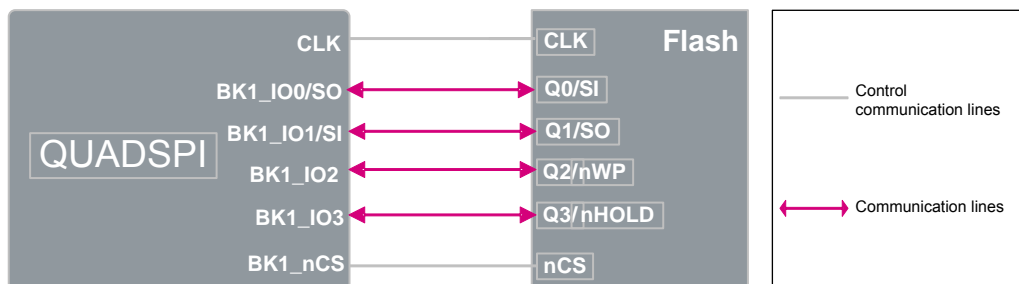 CLK
CLK
Flash
BK1_IO0/SO
Q0/SI
BK1_IO1/SI
Q1/SO
QUADSPI
BK1_IO2
Q2/nWP
BK1_IO3
Q3/nHOLD
BK1_nCS
nCS
Control
communication lines
Communication lines